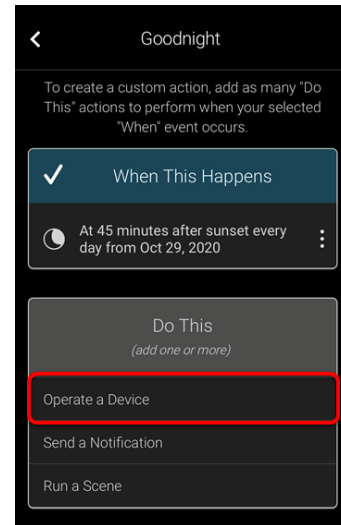 Goodnight
To create a custom action, add as many "Do
This" actions to perform when your selected
"When" event occurs.
When This Happens
At 45 minutes after sunset every
day from Oct 29, 2020
Do This
(add one or more)
Operate a Device
Send a Notification
Run a Scene